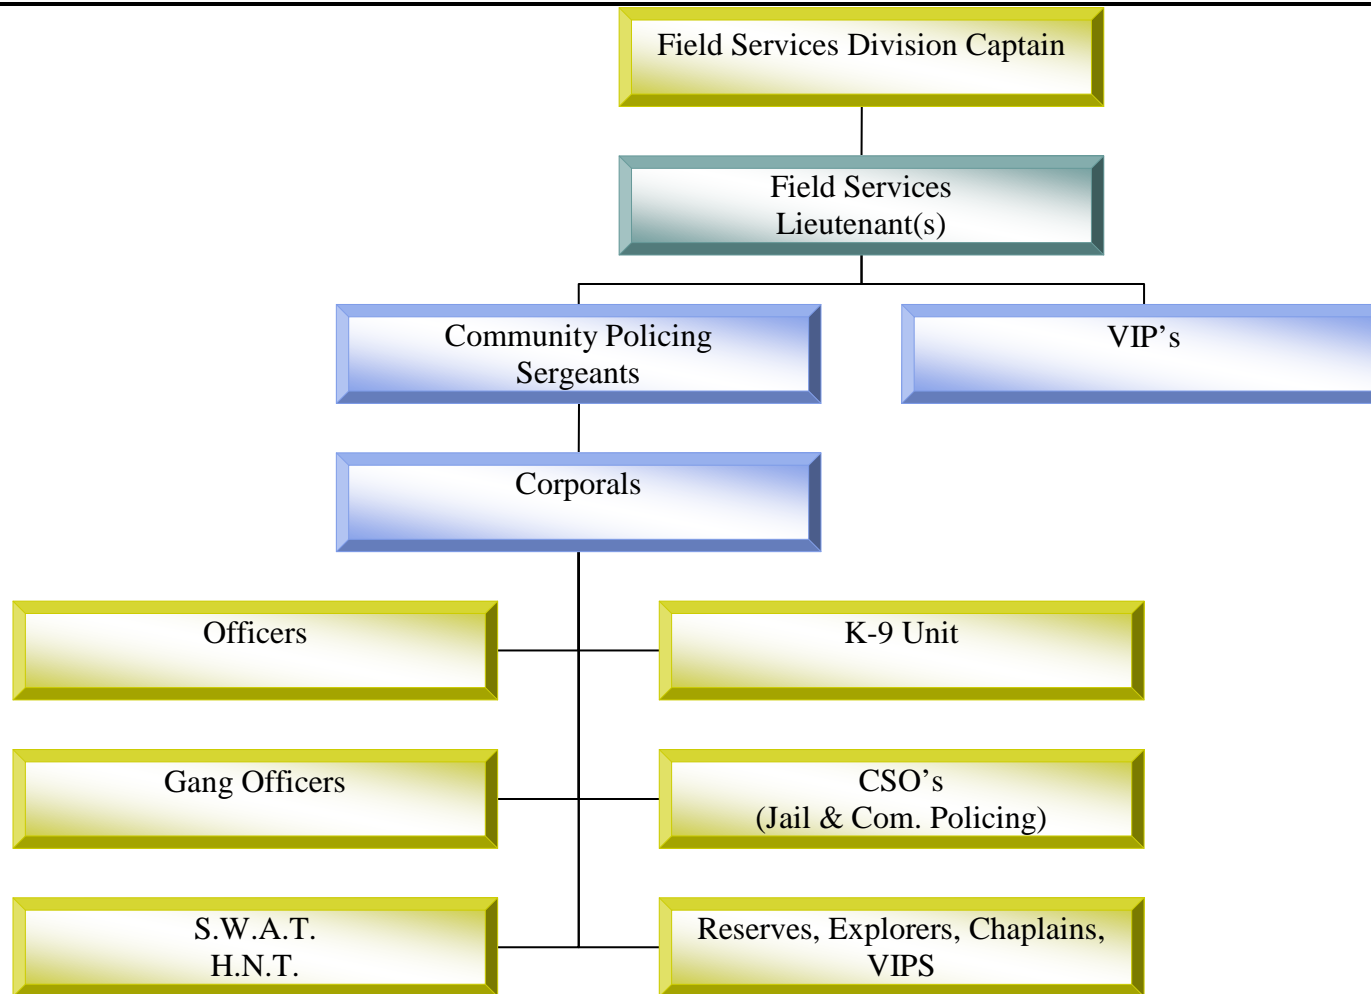 Field Services Division Captain
Field Services
Lieutenant(s)
Community Policing
Sergeants
VIP’s
Corporals
Officers
K-9 Unit
Gang Officers
CSO’s
(Jail & Com. Policing)
S.W.A.T.
H.N.T.
Reserves, Explorers, Chaplains,
VIPS